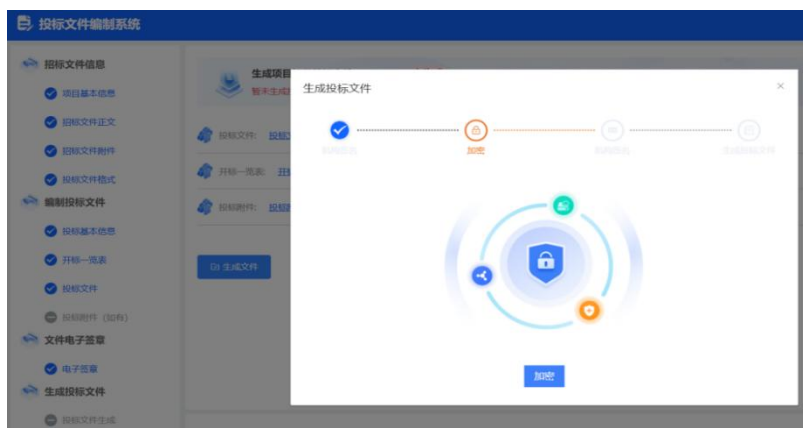 投标文件编制系统
招标文件信息
项目基本信息
招标文件正文
招标文件附件
投标文件格式
编制投标文件
投标基本信息
开标一览表
投标文件
投标附件（如有）
文件电子签章
电子签章
生成投标文件
投标文件生成
生成项目
暂未生成
投标文件：
开标一览表：
投标附件：
生成文件
生成投标文件
×
加密
加密